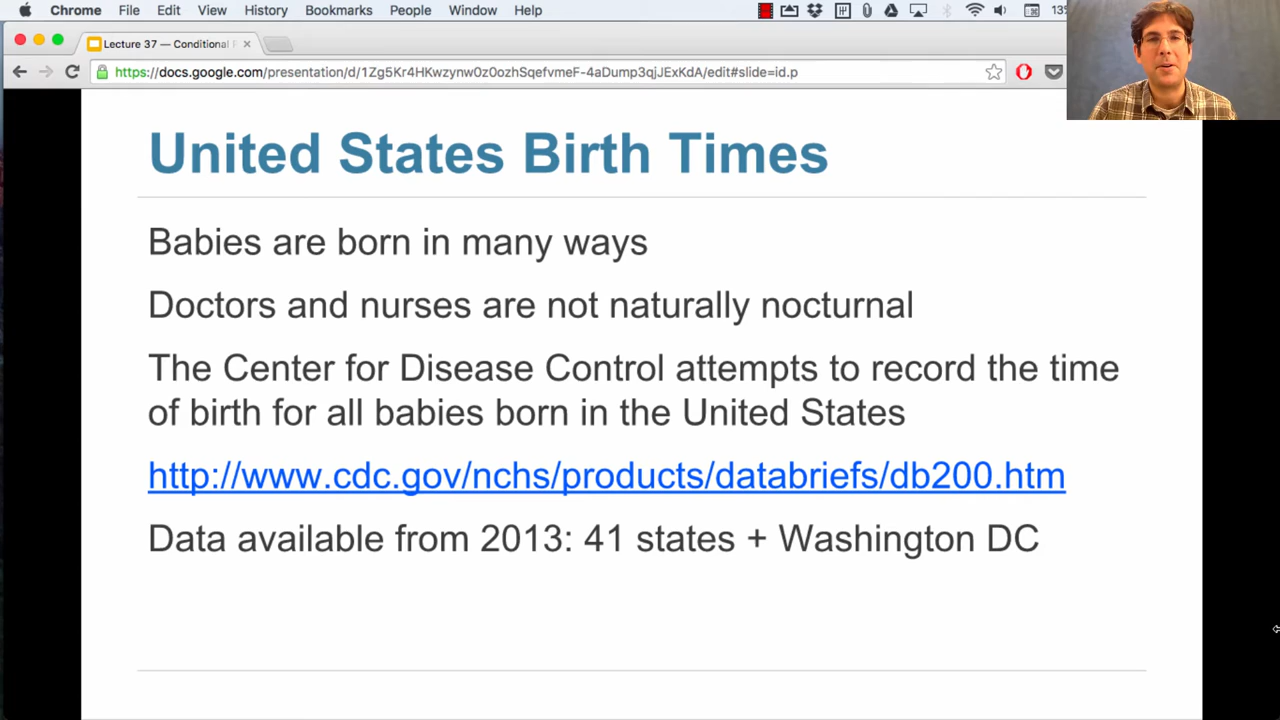 Chrome File Edit View History Bookmarks People Window Help 13%
Lecture 37 — Conditional
https://docs.google.com/presentation/d/1Zg5Kr4HKwzynw0z0ozhSqefvmeF-4aDump3qjJExKdA/edit#slide=id.p
United States Birth Times
Babies are born in many ways
Doctors and nurses are not naturally nocturnal
The Center for Disease Control attempts to record the time
of birth for all babies born in the United States
http://www.cdc.gov/nchs/products/databriefs/db200.htm
Data available from 2013: 41 states + Washington DC